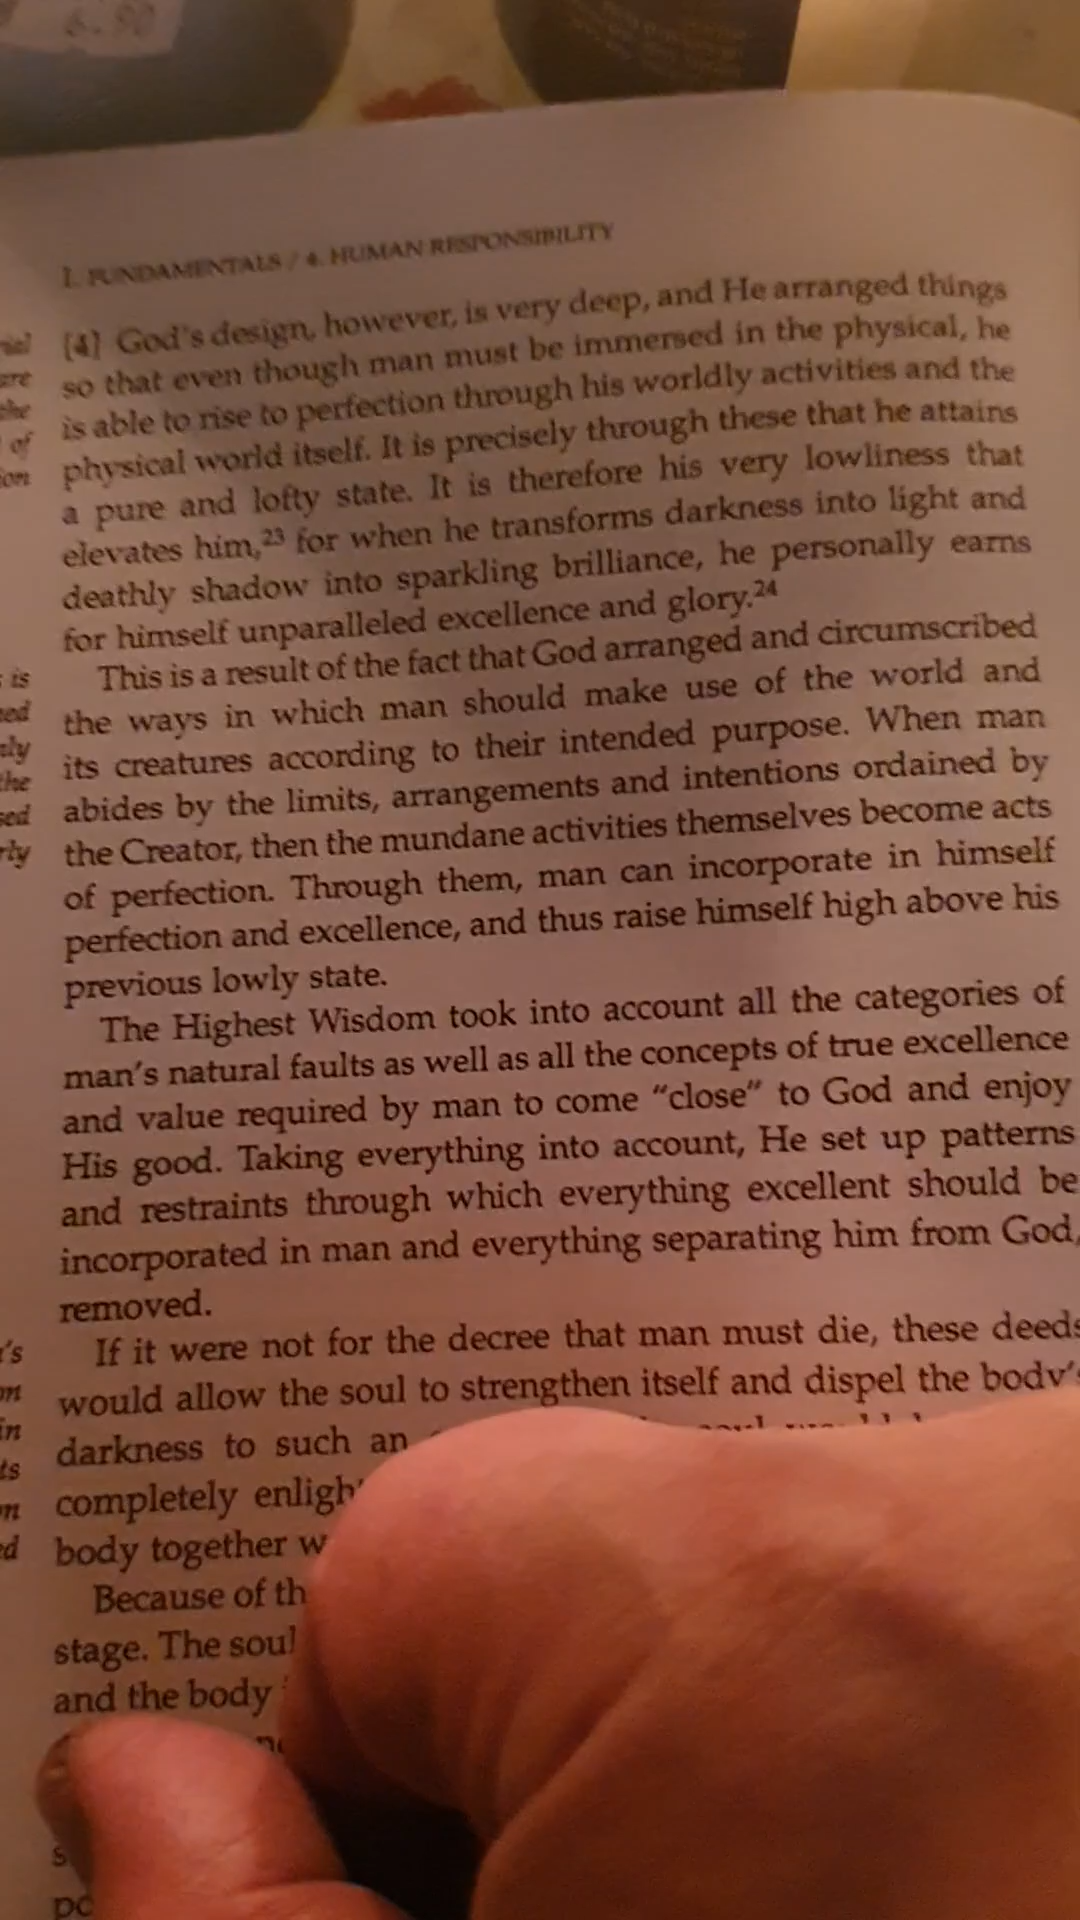 6.90
I. FUNDAMENTALS / 4. HUMAN RESPONSIBILITY
[4] God's design, however, is very deep, and He arranged things
so that even though man must be immersed in the physical, he
is able to rise to perfection through his worldly activities and the
physical world itself. It is precisely through these that he attains
a pure and lofty state. It is therefore his very lowliness that
elevates him,23 for when he transforms darkness into light and
deathly shadow into sparkling brilliance, he personally earns
for himself unparalleled excellence and glory.24
This is a result of the fact that God arranged and circumscribed
the ways in which man should make use of the world and
its creatures according to their intended purpose. When man
abides by the limits, arrangements and intentions ordained by
the Creator, then the mundane activities themselves become acts
of perfection. Through them, man can incorporate in himself
perfection and excellence, and thus raise himself high above his
previous lowly state.
The Highest Wisdom took into account all the categories of
man's natural faults as well as all the concepts of true excellence
and value required by man to come "close" to God and enjoy
His good. Taking everything into account, He set up patterns
and restraints through which everything excellent should be
incorporated in man and everything separating him from God,
removed.
If it were not for the decree that man must die, these deeds
would allow the soul to strengthen itself and dispel the body's
darkness to such an
completely enligh
body together w
Because of th
stage. The soul
and the body